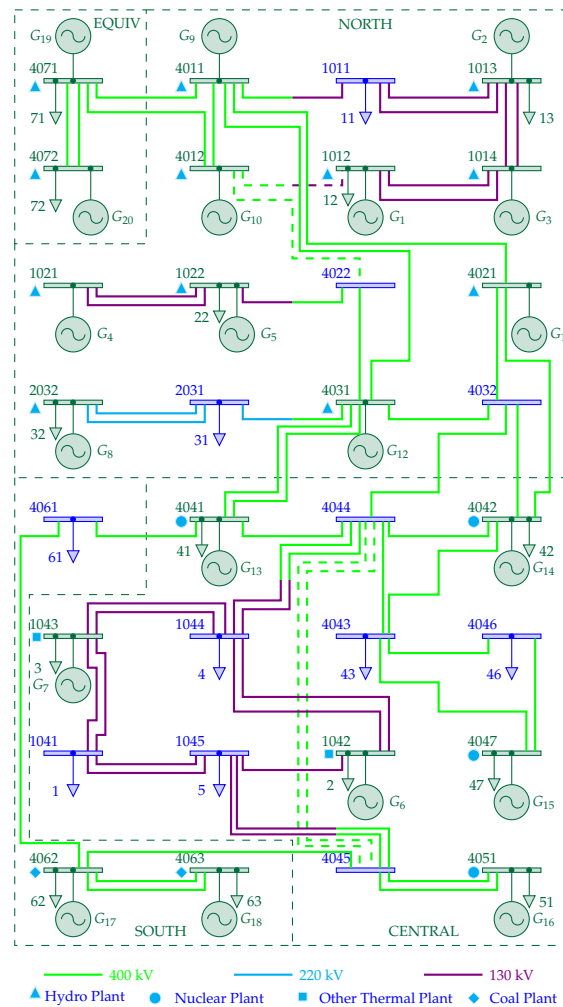 EQUIV NORTH
G19 G9 G2
4071 4011 1011 1013
71 11 13
4072 4012 1012 1014
72 12
G20 G10 G1 G3
1021 1022 4022 4021
22
G4 G5 G1
2032 2031 4031 4032
32 31
G8 G12
4061 4041 4044 4042
61 41 42
G13 G14
1043 1044 4043 4046
3 4 43 46
G7
1041 1045 1042 4047
1 5 2 47
G6 G15
4062 4063 4045 4051
62 63 51
G17 G18 G16
SOUTH CENTRAL
400 kV 220 kV 130 kV
Hydro Plant Nuclear Plant Other Thermal Plant Coal Plant